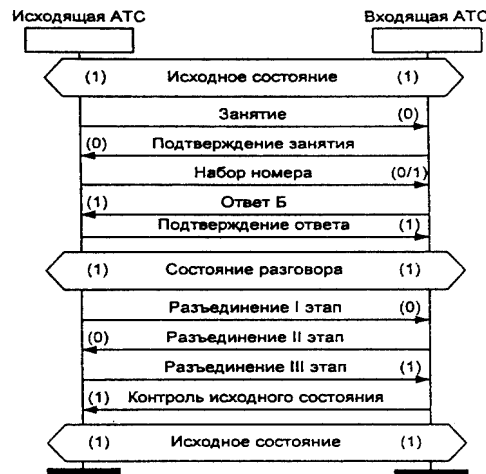 Исходящая АТС Входящая АТС
(1) Исходное состояние (1)
Занятие (0)
(0) Подтверждение занятия
Набор номера (0/1)
(1) Ответ Б
Подтверждение ответа (1)
(1) Состояние разговора (1)
Разъединение I этап (0)
(0) Разъединение II этап
Разъединение III этап (1)
(1) Контроль исходного состояния
(1) Исходное состояние (1)